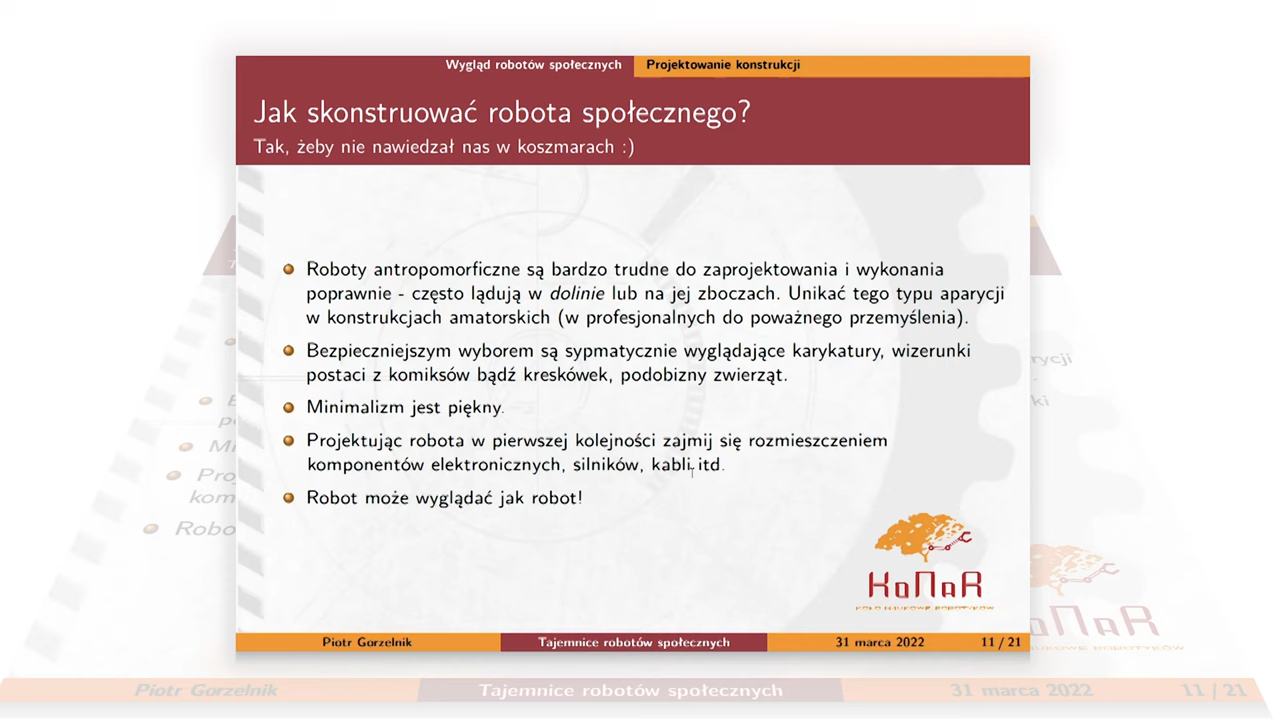 Wygląd robotów społecznych Projektowanie konstrukcji
Jak skonstruować robota społecznego?
Tak, żeby nie nawiedzał nas w koszmarach :)
Roboty antropomorficzne są bardzo trudne do zaprojektowania i wykonania
poprawnie - często lądują w dolinie lub na jej zboczach. Unikać tego typu aparycji
w konstrukcjach amatorskich (w profesjonalnych do poważnego przemyślenia).
Bezpieczniejszym wyborem są sypmatycznie wyglądające karykatury, wizerunki
postaci z komiksów bądź kreskówek, podobizny zwierząt.
Minimalizm jest piękny.
Projektując robota w pierwszej kolejności zajmij się rozmieszczeniem
komponentów elektronicznych, silników, kabli itd.
Robot może wyglądać jak robot!
KoNaR
KOŁO NAUKOWE ROBOTYKÓW
Piotr Gorzelnik Tajemnice robotów społecznych 31 marca 2022 11 / 21
Piotr Gorzelnik Tajemnice robotów społecznych 31 marca 2022 11 / 21